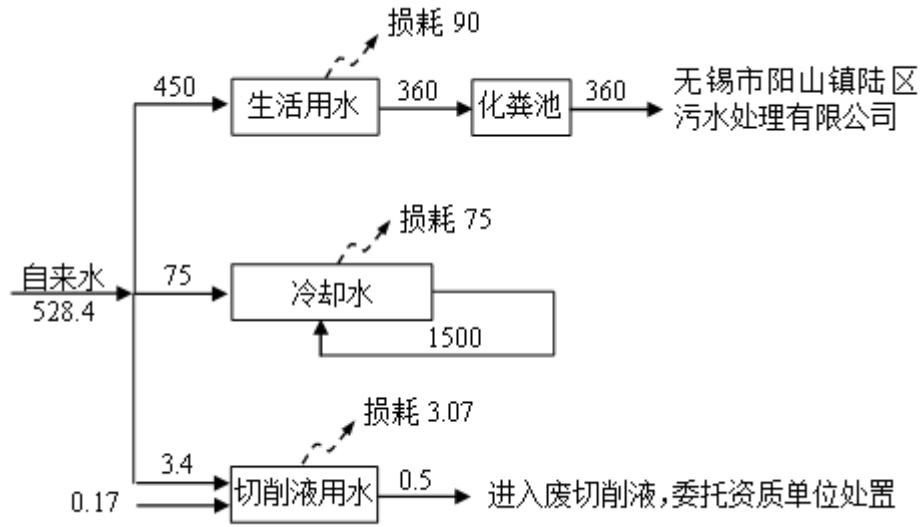 损耗 90
450
生活用水
360
化粪池
360
无锡市阳山镇陆区
污水处理有限公司
损耗 75
自来水
528.4
75
冷却水
1500
损耗 3.07
3.4
0.17
切削液用水
0.5
进入废切削液,委托资质单位处置